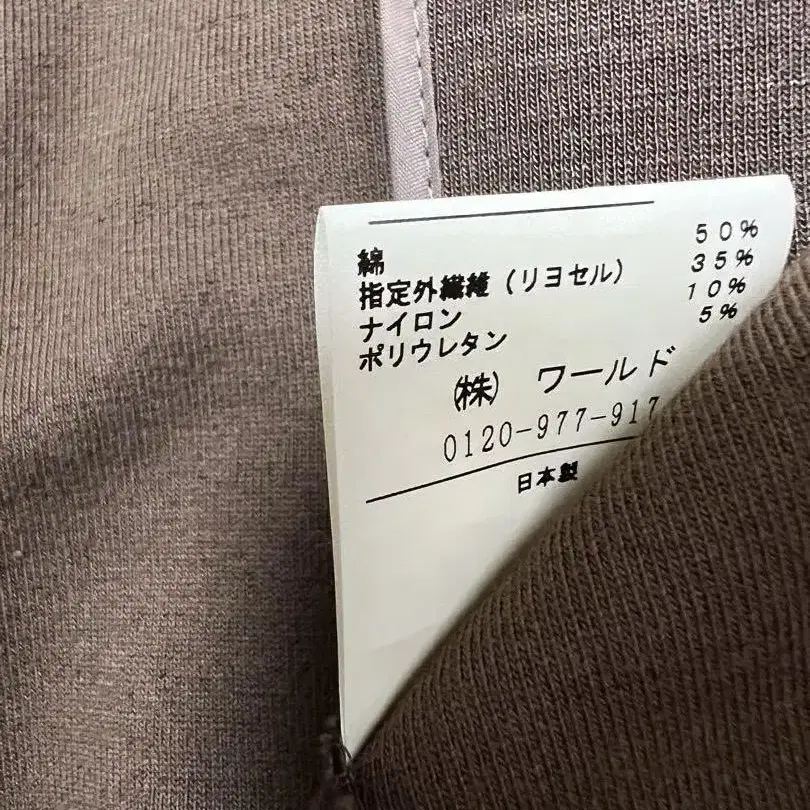 綿 50%
指定外繊維（リヨセル） 35%
ナイロン 10%
ポリウレタン 5%
㈱ ワールド
0120-977-917
日本製